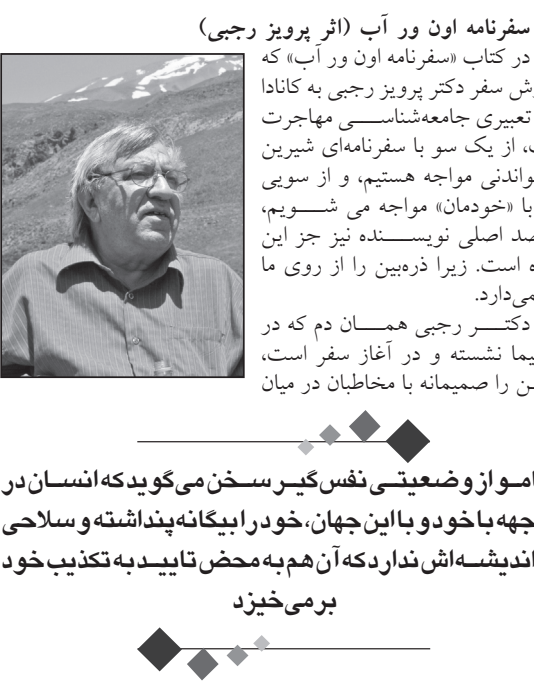 سفرنامه اون ور آب (اثر پرویز رجبی)
در کتاب «سفرنامه اون ور آب» که
سفر دکتر پرویز رجبی به کانادا
تعبیری جامعه‌شناسی مهاجرت
از یک سو با سفرنامه‌ای شیرین
مواجه هستیم، و از سویی
با «خودمان» مواجه می شویم،
اصلی نویسنده نیز جز این
است. زیرا ذره‌بین را از روی ما
می‌دارد.
دکتر رجبی همان دم که در
نشسته و در آغاز سفر است،
را صمیمانه با مخاطبان در میان
از وضعیتی نفس‌گیر سخن می‌گوید که انسان در
با خود و با این جهان، خود را بیگانه پنداشته و سلاحی
اندیشه‌اش ندارد که آن هم به محض تایید به تکذیب خود
بر می‌خیزد